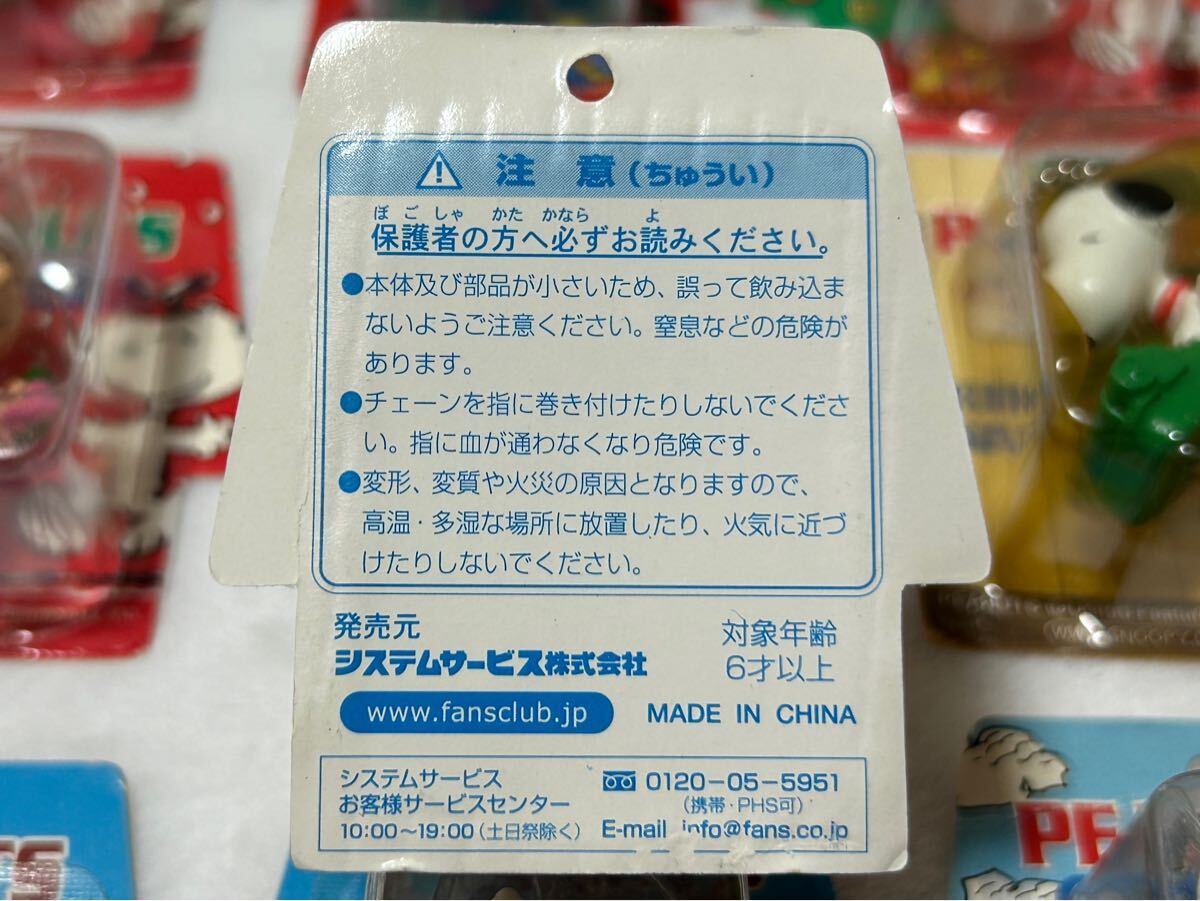 注 意(ちゅうい)
ほごしゃ かた かなら よ
保護者の方へ必ずお読みください。
●本体及び部品が小さいため、誤って飲み込ま
ないようご注意ください。窒息などの危険が
あります。
●チェーンを指に巻き付けたりしないでくださ
い。指に血が通わなくなり危険です。
●変形、変質や火災の原因となりますので、
高温・多湿な場所に放置したり、火気に近づ
けたりしないでください。
発売元
システムサービス株式会社
対象年齢
6才以上
www.fansclub.jp
MADE IN CHINA
システムサービス
お客様サービスセンター
10:00~19:00(土日祭除く)
0120-05-5951
(携帯・PHS可)
E-mail info@fans.co.jp